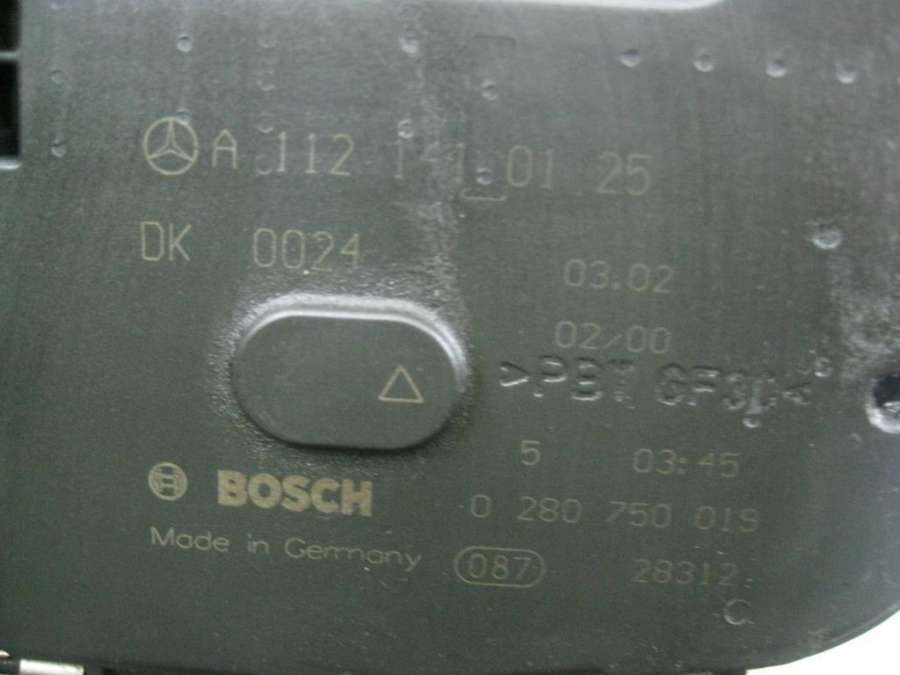 A 112 141 01 25
DK 0024
03.02
02/00
>PBT GF30<
5 03:45
BOSCH
0 280 750 019
Made in Germany
087 28312